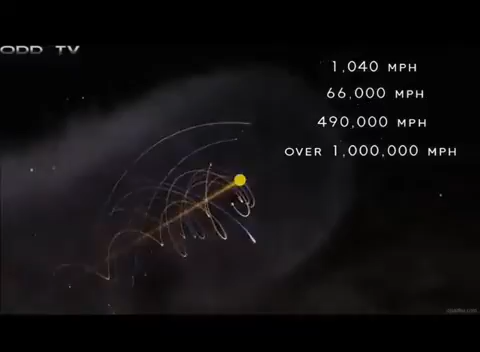 ODD TV
1,040 MPH
66,000 MPH
490,000 MPH
OVER 1,000,000 MPH